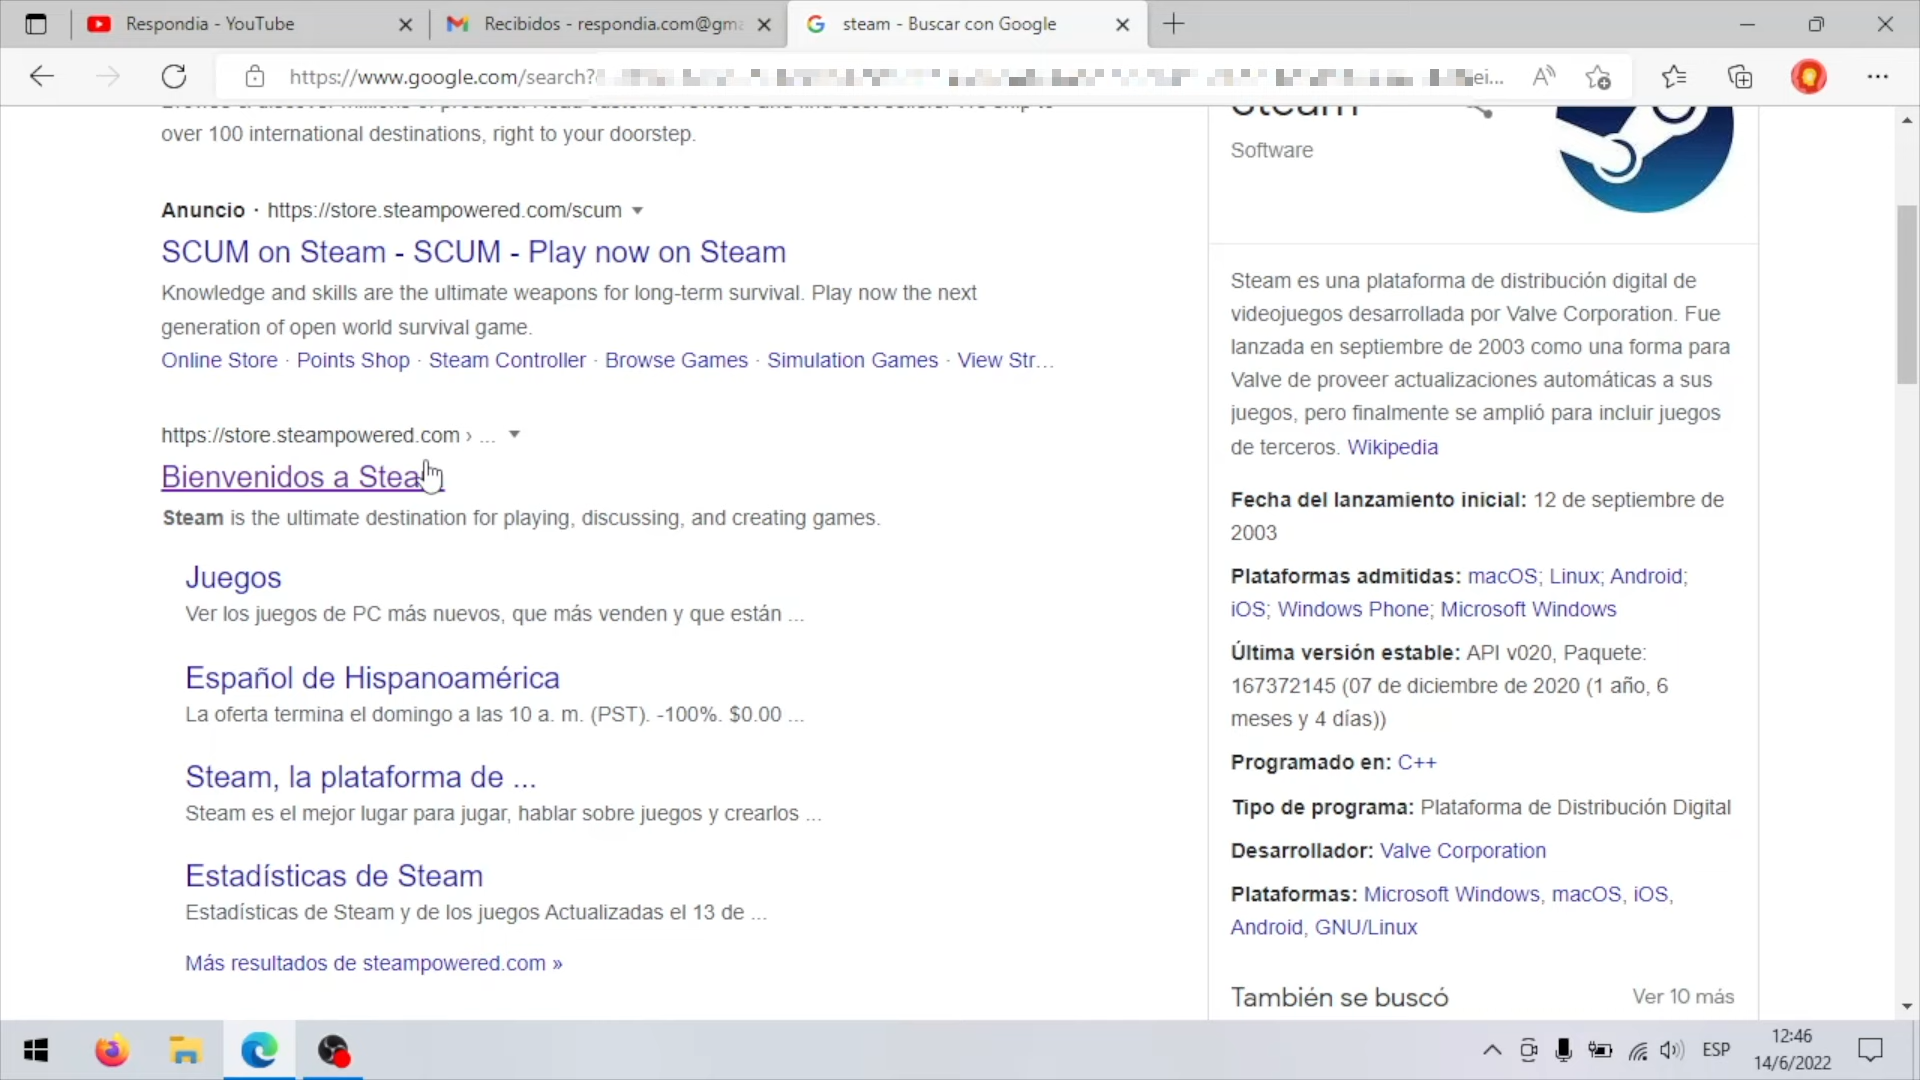 Respondia - YouTube
Recibidos - respondia.com@gma
steam - Buscar con Google
https://www.google.com/search?
ei...
over 100 international destinations, right to your doorstep.
Anuncio · https://store.steampowered.com/scum
SCUM on Steam - SCUM - Play now on Steam
Knowledge and skills are the ultimate weapons for long-term survival. Play now the next
generation of open world survival game.
Online Store · Points Shop · Steam Controller · Browse Games · Simulation Games · View Str...
https://store.steampowered.com › ...
Bienvenidos a Steam
Steam is the ultimate destination for playing, discussing, and creating games.
Juegos
Ver los juegos de PC más nuevos, que más venden y que están ...
Español de Hispanoamérica
La oferta termina el domingo a las 10 a. m. (PST). -100%. $0.00 ...
Steam, la plataforma de ...
Steam es el mejor lugar para jugar, hablar sobre juegos y crearlos ...
Estadísticas de Steam
Estadísticas de Steam y de los juegos Actualizadas el 13 de ...
Más resultados de steampowered.com »
Steam
Software
Steam es una plataforma de distribución digital de
videojuegos desarrollada por Valve Corporation. Fue
lanzada en septiembre de 2003 como una forma para
Valve de proveer actualizaciones automáticas a sus
juegos, pero finalmente se amplió para incluir juegos
de terceros. Wikipedia
Fecha del lanzamiento inicial: 12 de septiembre de
2003
Plataformas admitidas: macOS; Linux; Android;
iOS; Windows Phone; Microsoft Windows
Última versión estable: API v020, Paquete:
167372145 (07 de diciembre de 2020 (1 año, 6
meses y 4 días))
Programado en: C++
Tipo de programa: Plataforma de Distribución Digital
Desarrollador: Valve Corporation
Plataformas: Microsoft Windows, macOS, iOS,
Android, GNU/Linux
También se buscó
Ver 10 más
ESP
12:46
14/6/2022